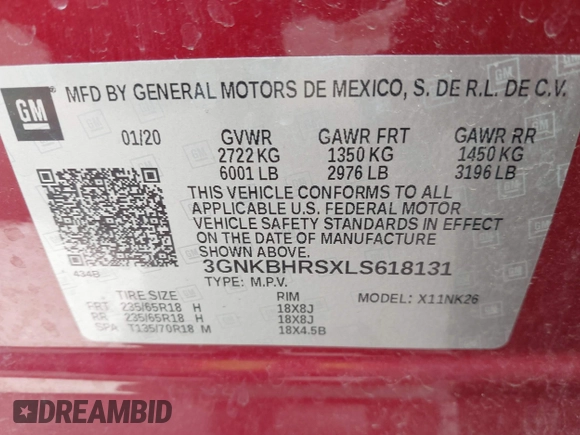 GM ®
MFD BY GENERAL MOTORS DE MEXICO, S. DE R.L. DE C.V.
01/20 GVWR GAWR FRT GAWR RR
2722 KG 1350 KG 1450 KG
6001 LB 2976 LB 3196 LB
THIS VEHICLE CONFORMS TO ALL
APPLICABLE U.S. FEDERAL MOTOR
VEHICLE SAFETY STANDARDS IN EFFECT
ON THE DATE OF MANUFACTURE SHOWN ABOVE.
3GNKBHRSXLS618131
434B
TYPE: M.P.V.
TIRE SIZE RIM MODEL: X11NK26
FRT 235/65R18 H 18X8J
RR 235/65R18 H 18X8J
SPA T135/70R18 M 18X4.5B
DREAMBID